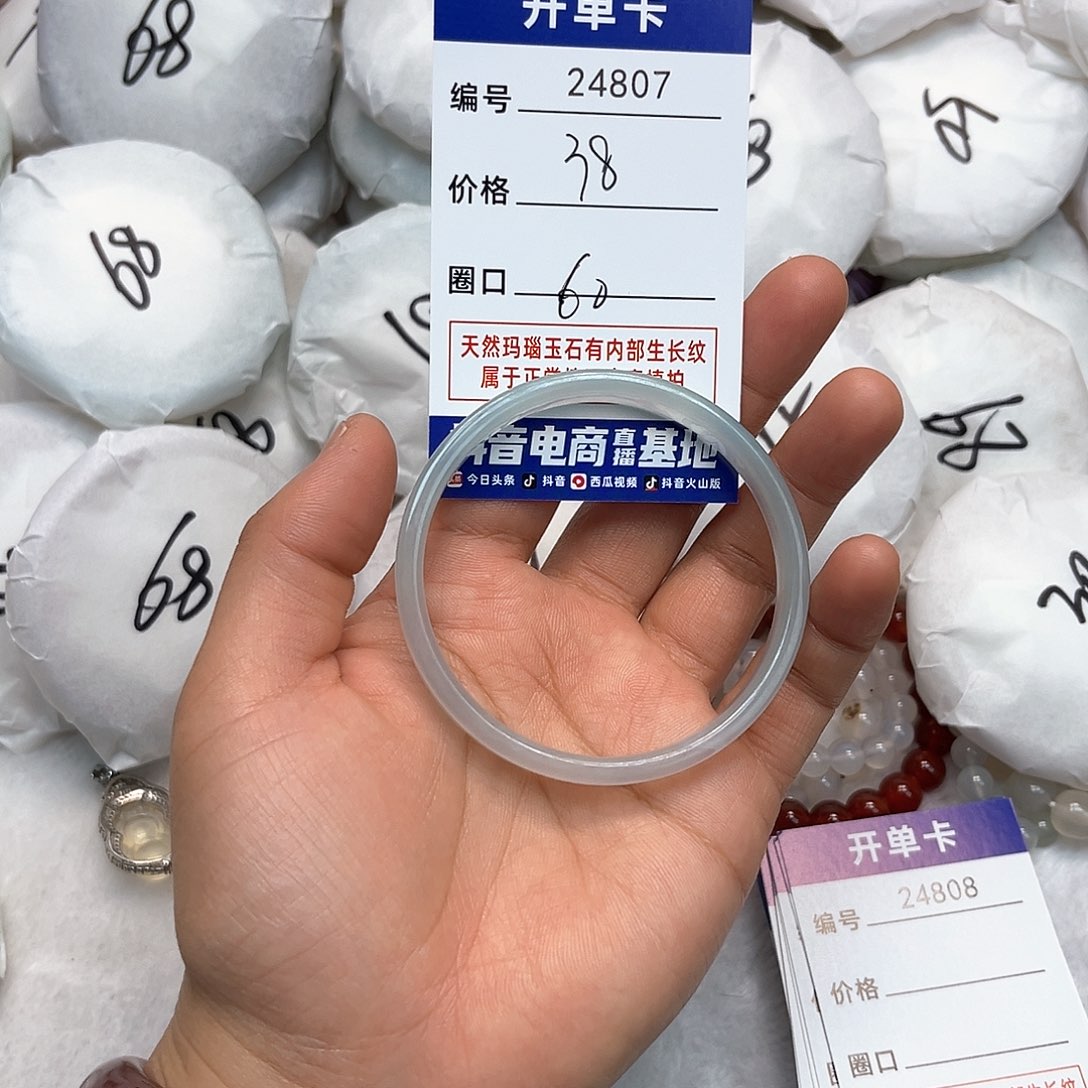 开单卡
编号 24807
价格 38
圈口 60
天然玛瑙玉石有内部生长纹
属于正常
慎拍
抖音电商直播基地
今日头条 抖音 西瓜视频 抖音火山版
68
68
68
68
开单卡
编号 24808
价格
圈口